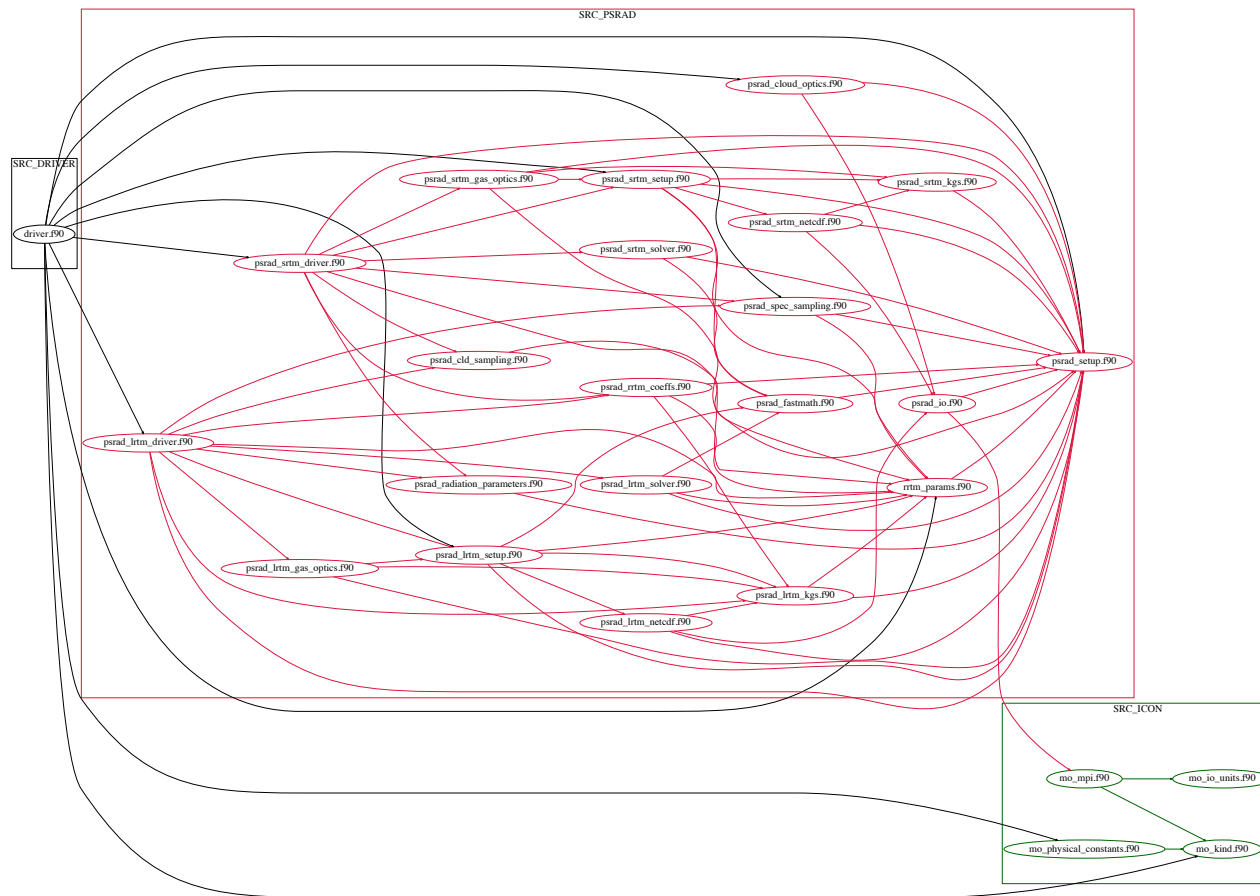 SRC_PSRAD
psrad_cloud_optics.f90
SRC_DRIVER
psrad_srtm_gas_optics.f90
psrad_srtm_setup.f90
psrad_srtm_kgs.f90
psrad_srtm_netcdf.f90
driver.f90
psrad_srtm_solver.f90
psrad_srtm_driver.f90
psrad_spec_sampling.f90
psrad_cld_sampling.f90
psrad_setup.f90
psrad_rrtm_coeffs.f90
psrad_fastmath.f90
psrad_io.f90
psrad_lrtm_driver.f90
psrad_radiation_parameters.f90
psrad_lrtm_solver.f90
rrtm_params.f90
psrad_lrtm_setup.f90
psrad_lrtm_gas_optics.f90
psrad_lrtm_kgs.f90
psrad_lrtm_netcdf.f90
SRC_ICON
mo_mpi.f90
mo_io_units.f90
mo_physical_constants.f90
mo_kind.f90